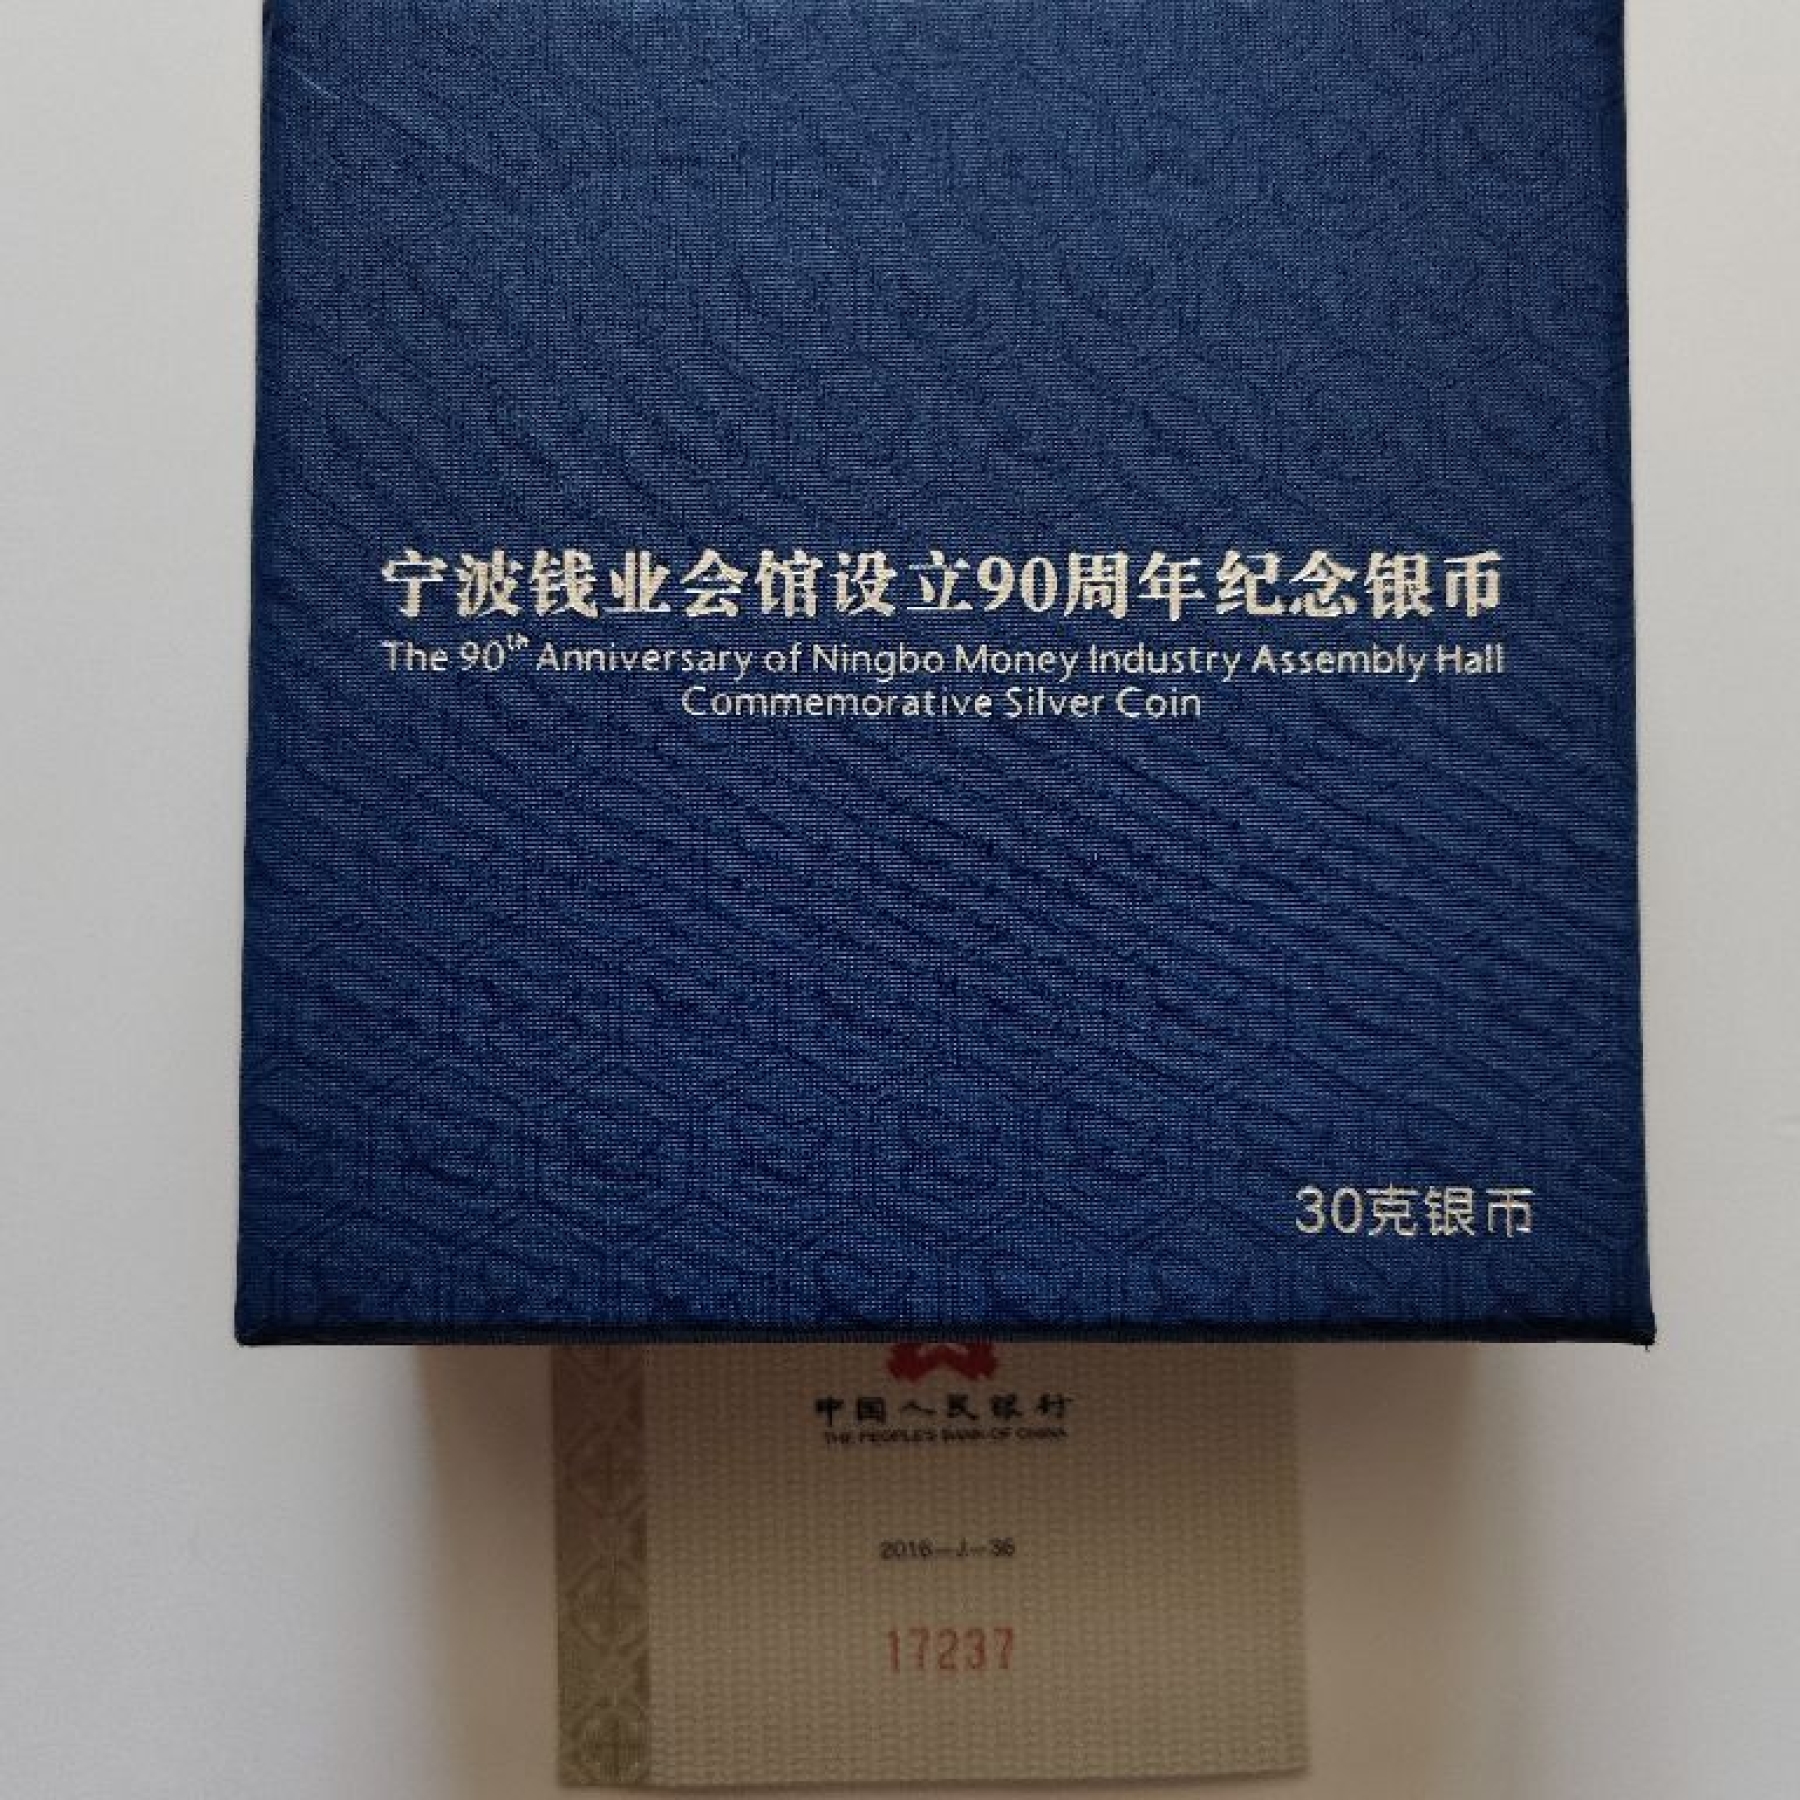 宁波钱业会馆设立90周年纪念银币
The 90th Anniversary of Ningbo Money Industry Assembly Hall
Commemorative Silver Coin
30克银币
中国人民银行
THE PEOPLE'S BANK OF CHINA
2016-J-36
17237